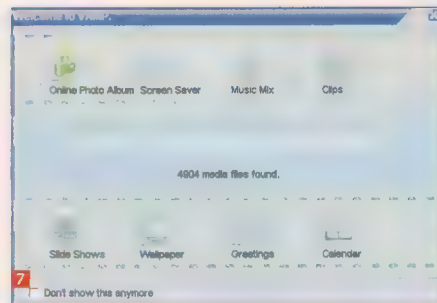 Online Photo Album Screen Saver Music Mix Clips
4904 media files found.
Slide Shows Wallpaper Greetings Calendar
7
Don't show this anymore